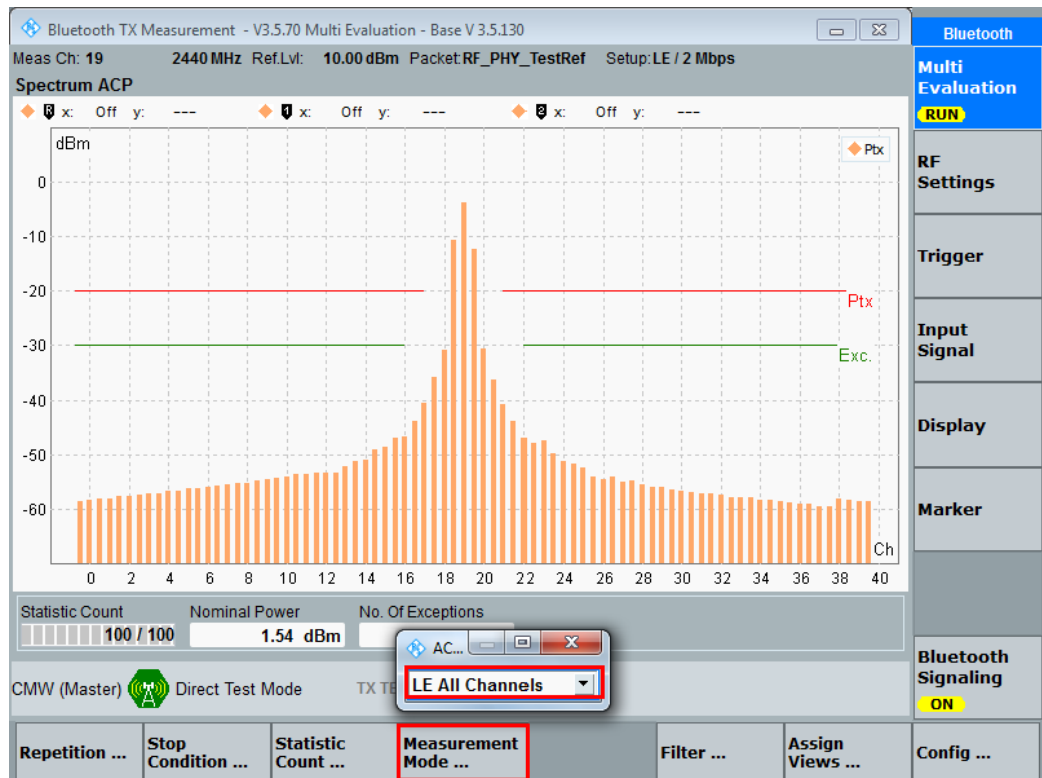 Bluetooth TX Measurement - V3.5.70 Multi Evaluation - Base V 3.5.130
Meas Ch: 19 2440 MHz Ref.Lvl: 10.00 dBm Packet: RF_PHY_TestRef Setup: LE / 2 Mbps
Spectrum ACP
R x: Off y: --- 1 x: Off y: --- 2 x: Off y: ---
dBm
Ptx
0
-10
-20
Ptx
-30
Exc.
-40
-50
-60
Ch
0 2 4 6 8 10 12 14 16 18 20 22 24 26 28 30 32 34 36 38 40
Statistic Count Nominal Power No. Of Exceptions
100 / 100 1.54 dBm
AC...
LE All Channels
CMW (Master) Direct Test Mode TX TE
Repetition ...
Stop
Condition ...
Statistic
Count ...
Measurement
Mode ...
Filter ...
Assign
Views ...
Config ...
Bluetooth
Multi
Evaluation
RUN
RF
Settings
Trigger
Input
Signal
Display
Marker
Bluetooth
Signaling
ON